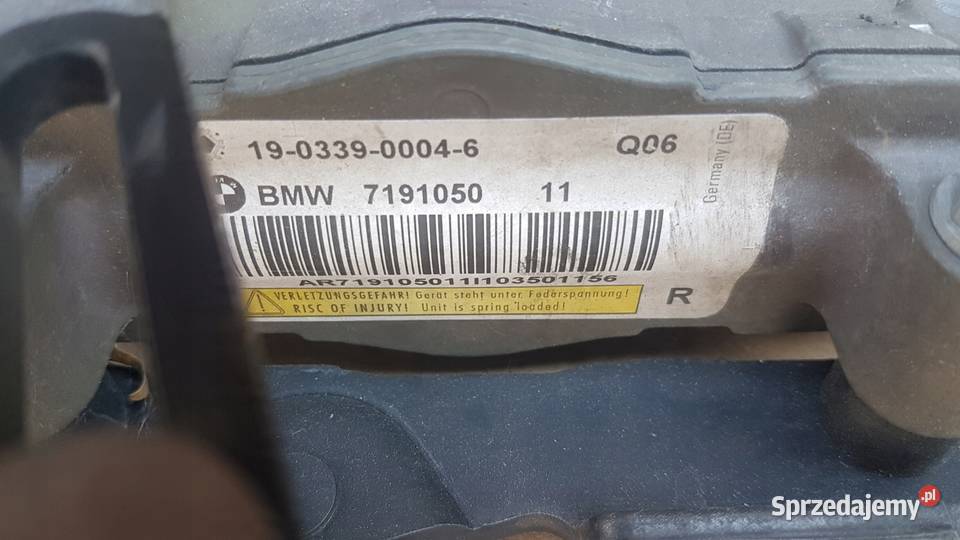 19-0339-0004-6 Q06
BMW 7191050 11
Germany (DE)
AR719105011I103501156
VERLETZUNGSGEFAHR! Gerät steht unter Federspannung!
RISC OF INJURY! Unit is spring loaded!
R
Sprzedajemy.pl